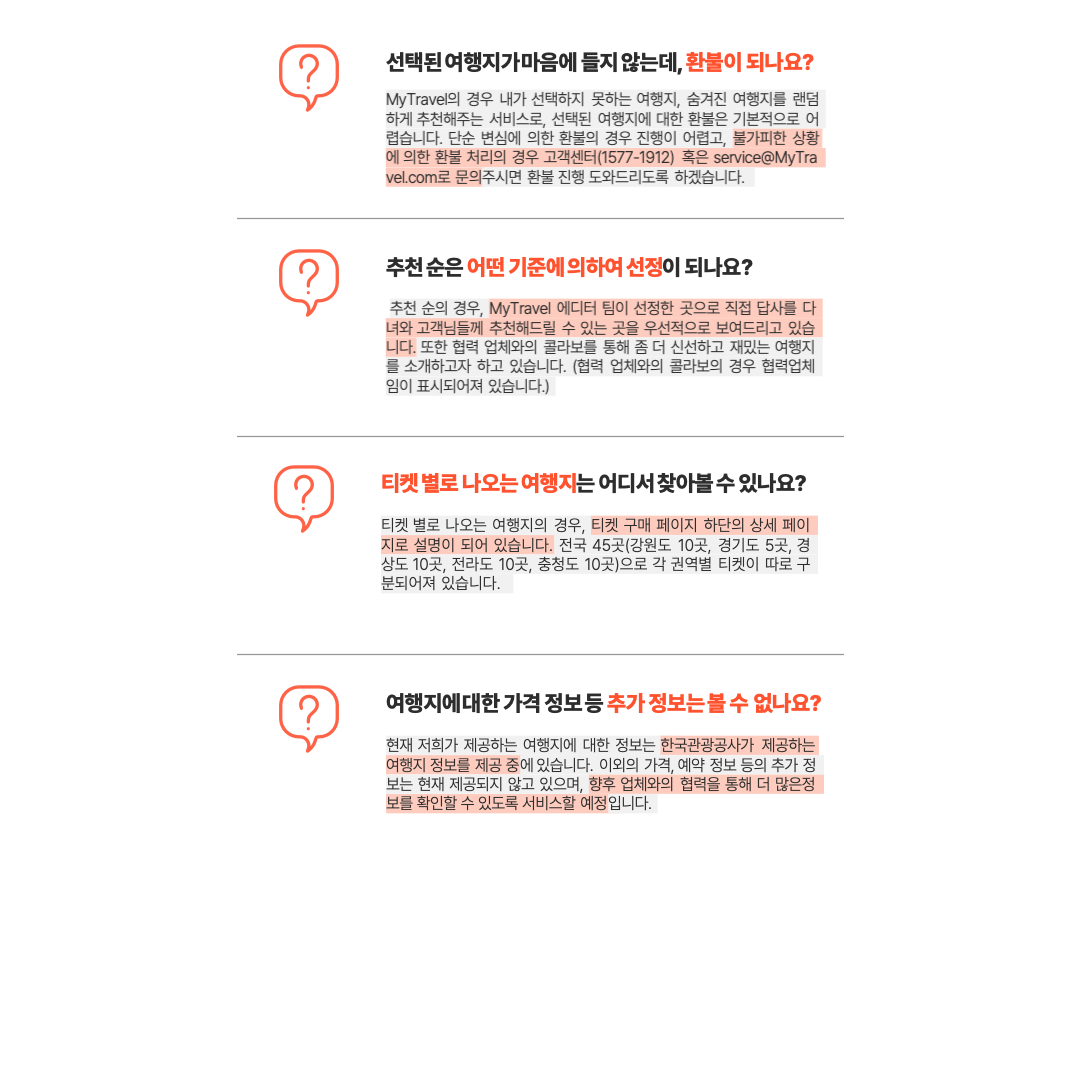 선택된 여행지가 마음에 들지 않는데, 환불이 되나요?
MyTravel의 경우 내가 선택하지 못하는 여행지, 숨겨진 여행지를 랜덤
하게 추천해주는 서비스로, 선택된 여행지에 대한 환불은 기본적으로 어
렵습니다. 단순 변심에 의한 환불의 경우 진행이 어렵고, 불가피한 상황
에 의한 환불 처리의 경우 고객센터(1577-1912) 혹은 service@MyTra
vel.com로 문의주시면 환불 진행 도와드리도록 하겠습니다.
추천 순은 어떤 기준에 의하여 선정이 되나요?
추천 순의 경우, MyTravel 에디터 팀이 선정한 곳으로 직접 답사를 다
녀와 고객님들께 추천해드릴 수 있는 곳을 우선적으로 보여드리고 있습
니다. 또한 협력 업체와의 콜라보를 통해 좀 더 신선하고 재밌는 여행지
를 소개하고자 하고 있습니다. (협력 업체와의 콜라보의 경우 협력업체
임이 표시되어져 있습니다.)
티켓 별로 나오는 여행지는 어디서 찾아볼 수 있나요?
티켓 별로 나오는 여행지의 경우, 티켓 구매 페이지 하단의 상세 페이
지로 설명이 되어 있습니다. 전국 45곳(강원도 10곳, 경기도 5곳, 경
상도 10곳, 전라도 10곳, 충청도 10곳)으로 각 권역별 티켓이 따로 구
분되어져 있습니다.
여행지에 대한 가격 정보 등 추가 정보는 볼 수 없나요?
현재 저희가 제공하는 여행지에 대한 정보는 한국관광공사가 제공하는
여행지 정보를 제공 중에 있습니다. 이외의 가격, 예약 정보 등의 추가 정
보는 현재 제공되지 않고 있으며, 향후 업체와의 협력을 통해 더 많은정
보를 확인할 수 있도록 서비스할 예정입니다.